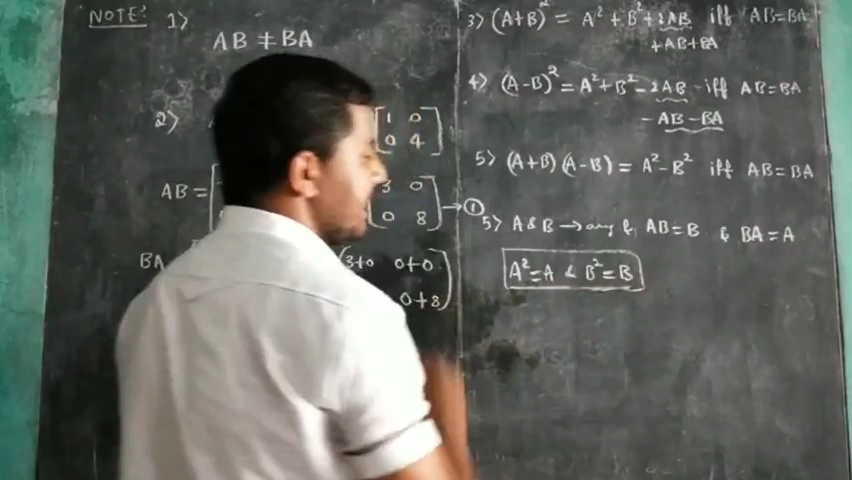 NOTE: 1>
AB ≠ BA
2>
[1 0
0 4]
AB = [3 0
0 8] → ①
BA
(3+0 0+0
0+8)
3> (A+B)² = A² + B² + 2AB iff AB=BA
+AB+BA
4> (A-B)² = A² + B² - 2AB iff AB=BA
- AB - BA
5> (A+B) (A-B) = A² - B² iff AB=BA
5> A & B → any & AB=B & BA=A
A² = A & B² = B